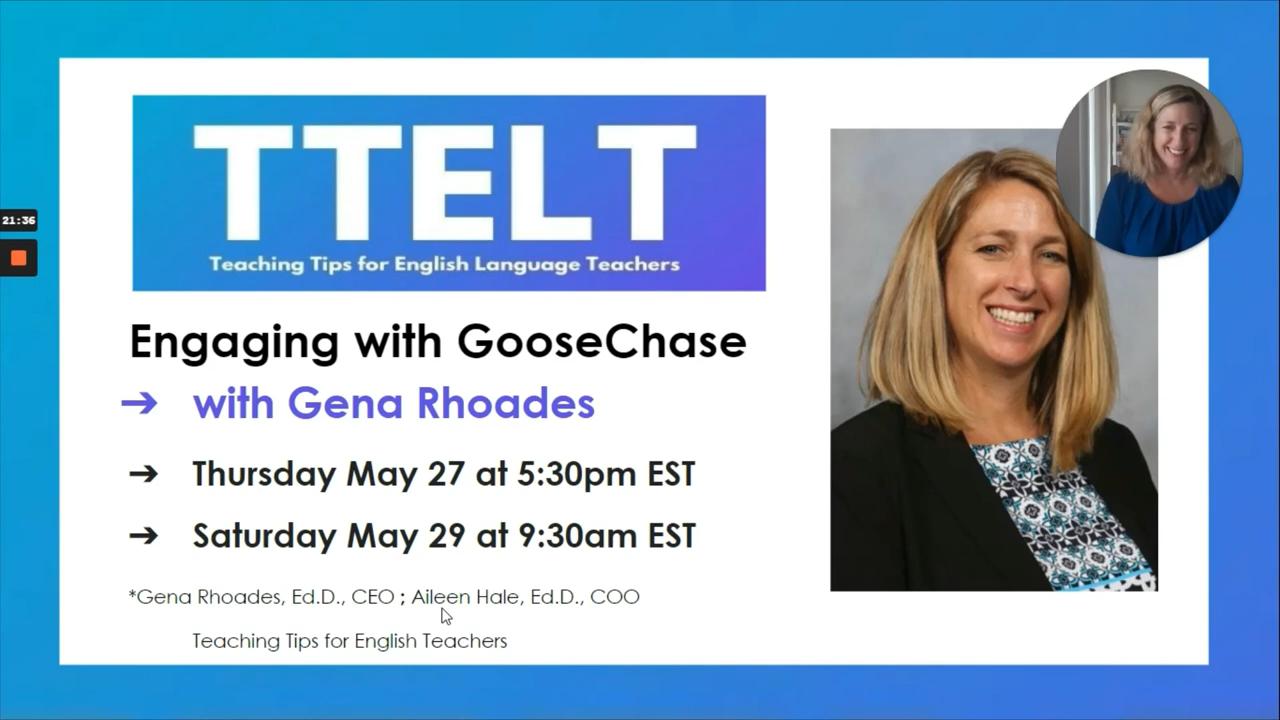 TTELT
Teaching Tips for English Language Teachers
21:36
Engaging with GooseChase
➔ with Gena Rhoades
➔ Thursday May 27 at 5:30pm EST
➔ Saturday May 29 at 9:30am EST
*Gena Rhoades, Ed.D., CEO ; Aileen Hale, Ed.D., COO
Teaching Tips for English Teachers